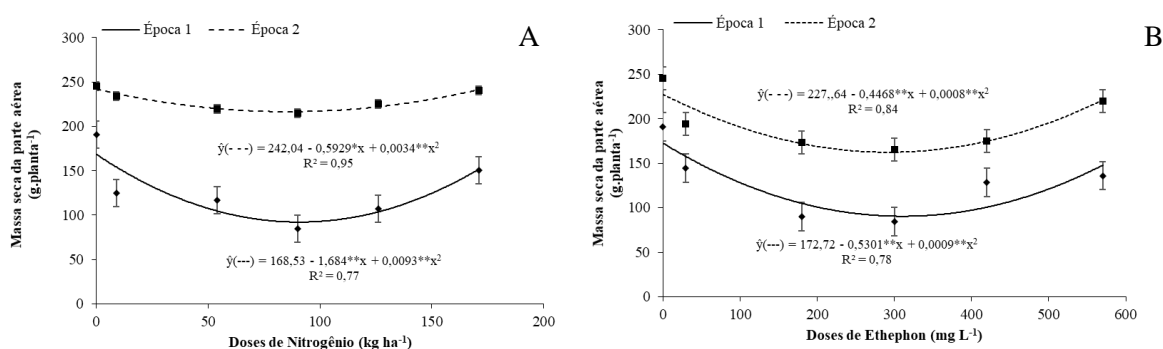 Época 1 Época 2
A
Massa seca da parte aérea
(g.planta⁻¹)
300
250
200
150
100
50
0
ŷ(- - -) = 242,04 - 0,5929*x + 0,0034**x²
R² = 0,95
ŷ(---) = 168,53 - 1,684**x + 0,0093**x²
R² = 0,77
0 50 100 150 200
Doses de Nitrogênio (kg ha⁻¹)
Época 1 Época 2
B
Massa seca da parte aérea
(g.planta⁻¹)
300
250
200
150
100
50
0
ŷ(- - -) = 227,,64 - 0,4468**x + 0,0008**x²
R² = 0,84
ŷ(---) = 172,72 - 0,5301**x + 0,0009**x²
R² = 0,78
0 100 200 300 400 500 600
Doses de Ethephon (mg L⁻¹)